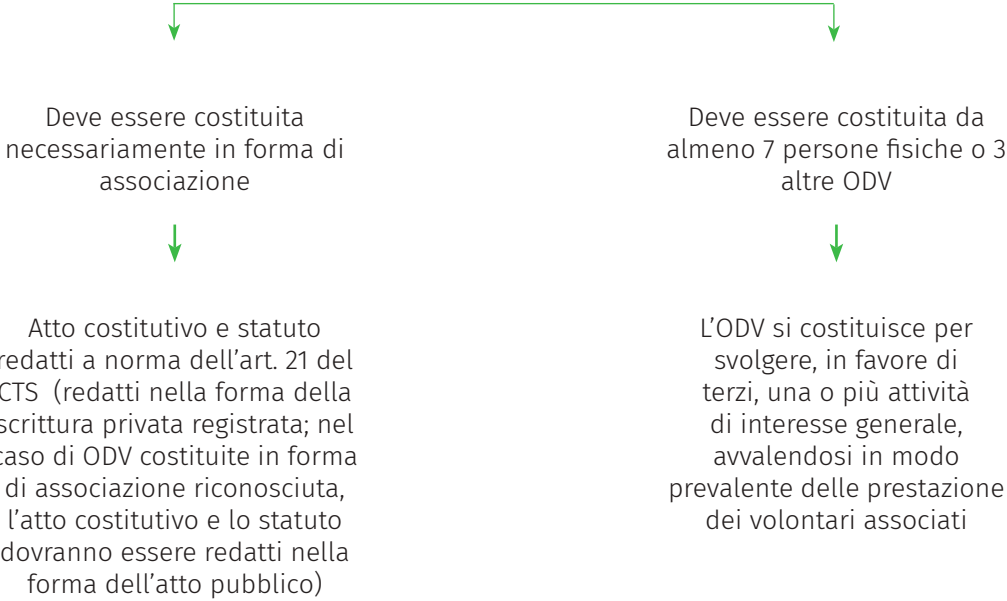 Deve essere costituita
necessariamente in forma di
associazione
Deve essere costituita da
almeno 7 persone fisiche o 3
altre ODV
Atto costitutivo e statuto
redatti a norma dell’art. 21 del
CTS (redatti nella forma della
scrittura privata registrata; nel
caso di ODV costituite in forma
di associazione riconosciuta,
l’atto costitutivo e lo statuto
dovranno essere redatti nella
forma dell’atto pubblico)
L’ODV si costituisce per
svolgere, in favore di
terzi, una o più attività
di interesse generale,
avvalendosi in modo
prevalente delle prestazione
dei volontari associati